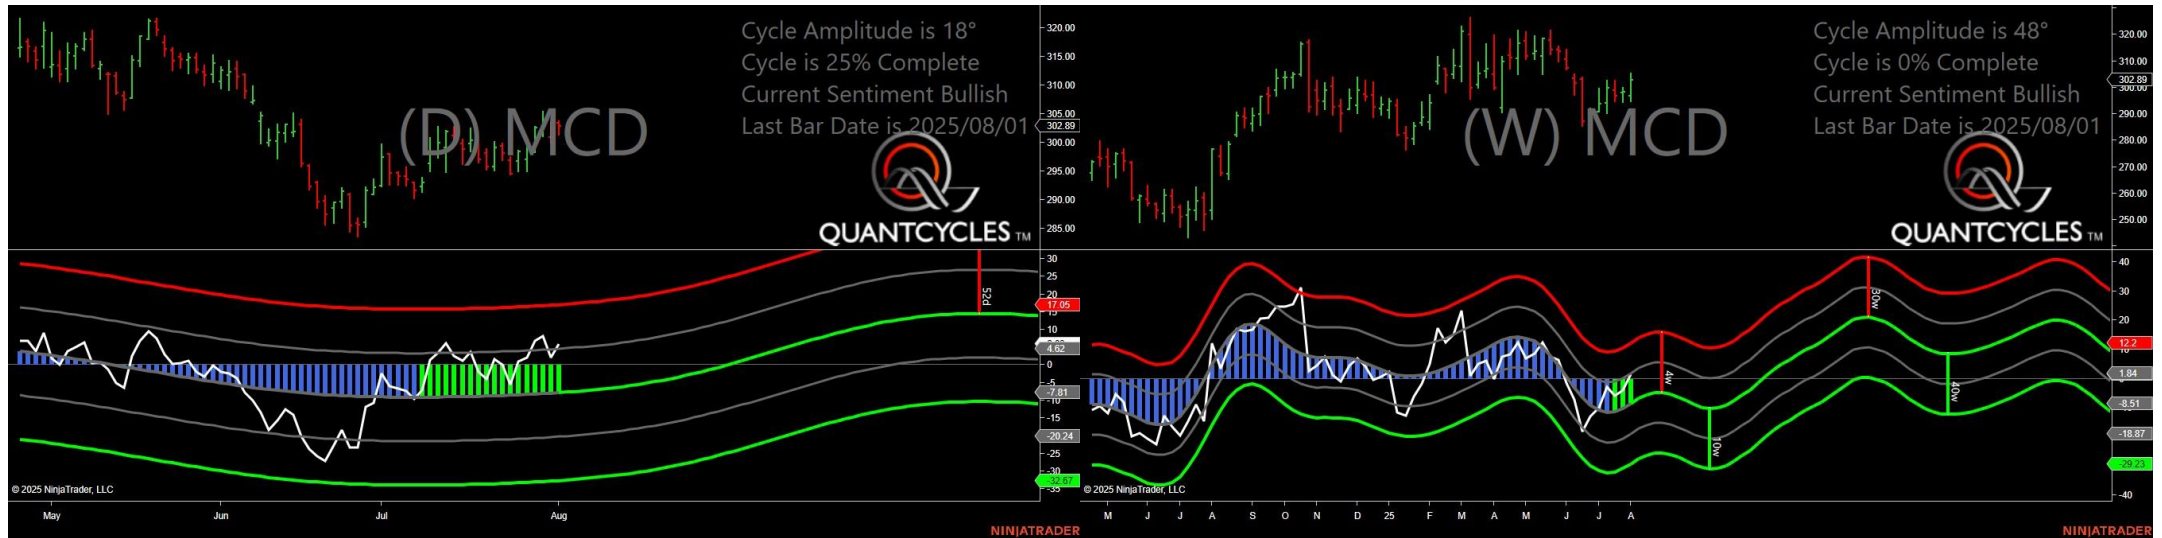 Cycle Amplitude is 18°
Cycle is 25% Complete
Current Sentiment Bullish
Last Bar Date is 2025/08/01
(D) MCD
QUANTCYCLES TM
320.00
315.00
310.00
305.00
302.89
300.00
295.00
290.00
285.00
30
25
20
17.05
15
10
4.62
0
-5
-7.81
-10
-15
-20.24
-25
-30
-32.67
-35
52d
© 2025 NinjaTrader, LLC
May Jun Jul Aug
NINJATRADER
Cycle Amplitude is 48°
Cycle is 0% Complete
Current Sentiment Bullish
Last Bar Date is 2025/08/01
(W) MCD
QUANTCYCLES TM
320.00
310.00
302.89
300.00
290.00
280.00
270.00
260.00
250.00
40
30
20
12.2
10
1.84
-8.51
-18.87
-29.23
-40
4w
10w
30w
40w
© 2025 NinjaTrader, LLC
M J J A S O N D 25 F M A M J J A
NINJATRADER